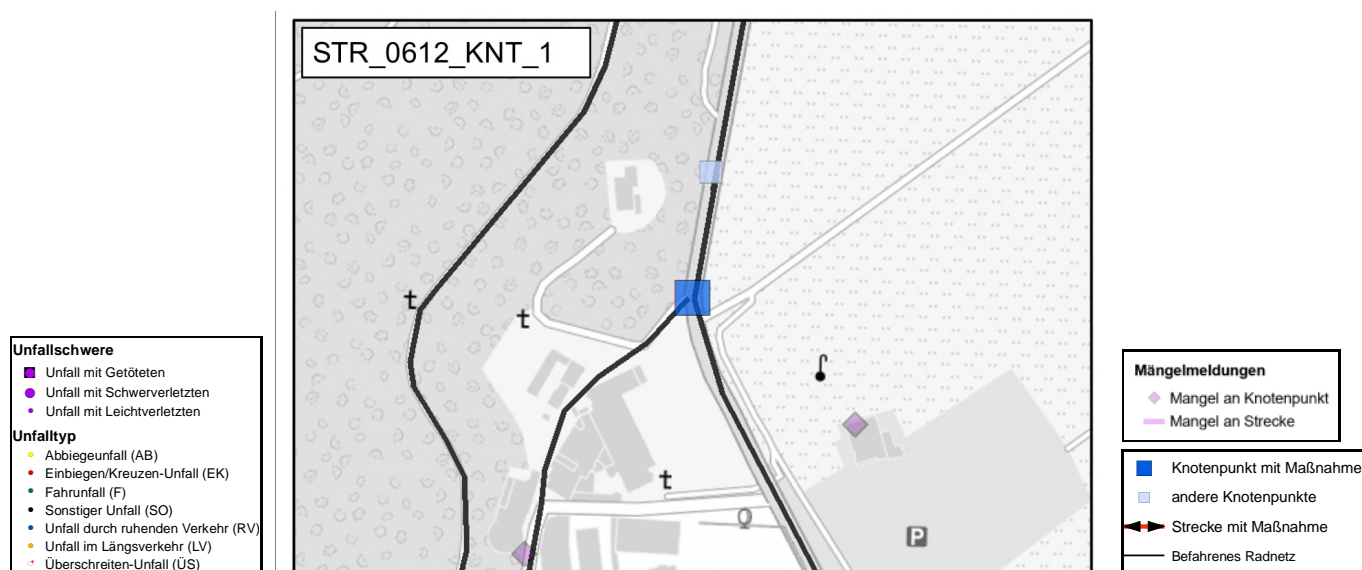 STR_0612_KNT_1
t
t
t
P
Unfallschwere
Unfall mit Getöteten
Unfall mit Schwerverletzten
Unfall mit Leichtverletzten
Unfalltyp
Abbiegeunfall (AB)
Einbiegen/Kreuzen-Unfall (EK)
Fahrunfall (F)
Sonstiger Unfall (SO)
Unfall durch ruhenden Verkehr (RV)
Unfall im Längsverkehr (LV)
Überschreiten-Unfall (ÜS)
Mängelmeldungen
Mangel an Knotenpunkt
Mangel an Strecke
Knotenpunkt mit Maßnahme
andere Knotenpunkte
Strecke mit Maßnahme
Befahrenes Radnetz